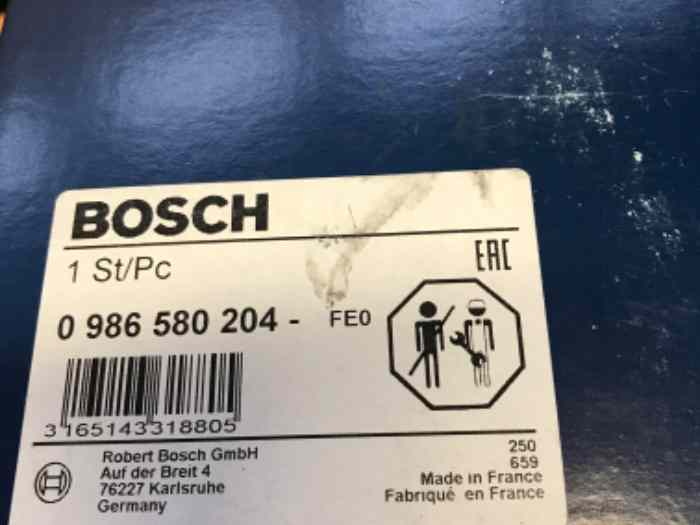 BOSCH
1 St/Pc
EAC
0 986 580 204 - FE0
3165143318805
Robert Bosch GmbH
Auf der Breit 4
76227 Karlsruhe
Germany
250
659
Made in France
Fabriqué en France